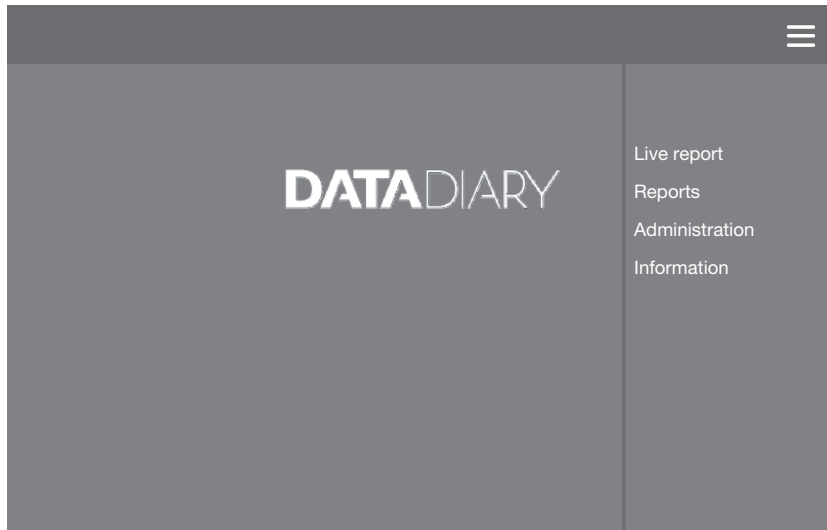 DATADIARY
Live report
Reports
Administration
Information